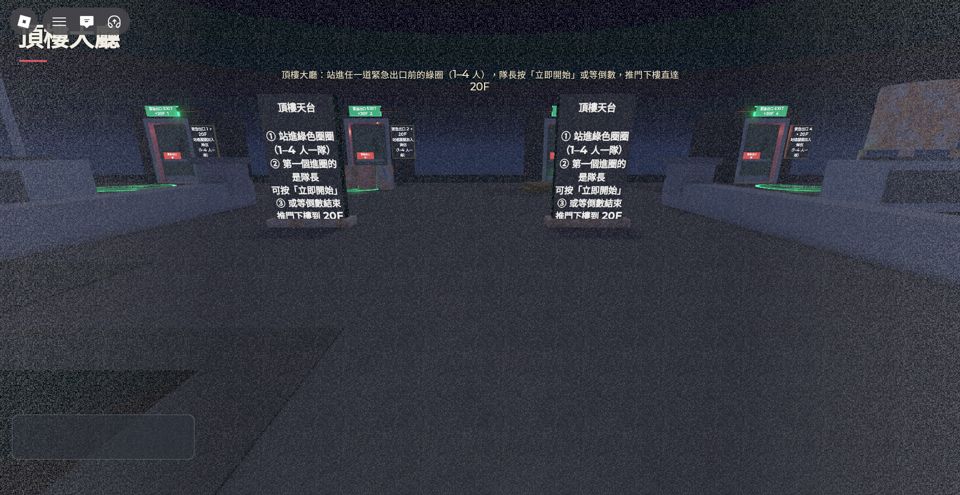 頂樓大廳
頂樓大廳：站進任一道緊急出口前的綠圈（1–4 人），隊長按「立即開始」或等倒數，推門下樓直達
20F
頂樓天台
① 站進綠色圈圈
（1–4 人一隊）
② 第一個進圈的
是隊長
可按「立即開始」
③ 或等倒數結束
推門下樓到 20F
頂樓天台
① 站進綠色圈圈
（1–4 人一隊）
② 第一個進圈的
是隊長
可按「立即開始」
③ 或等倒數結束
推門下樓到 20F